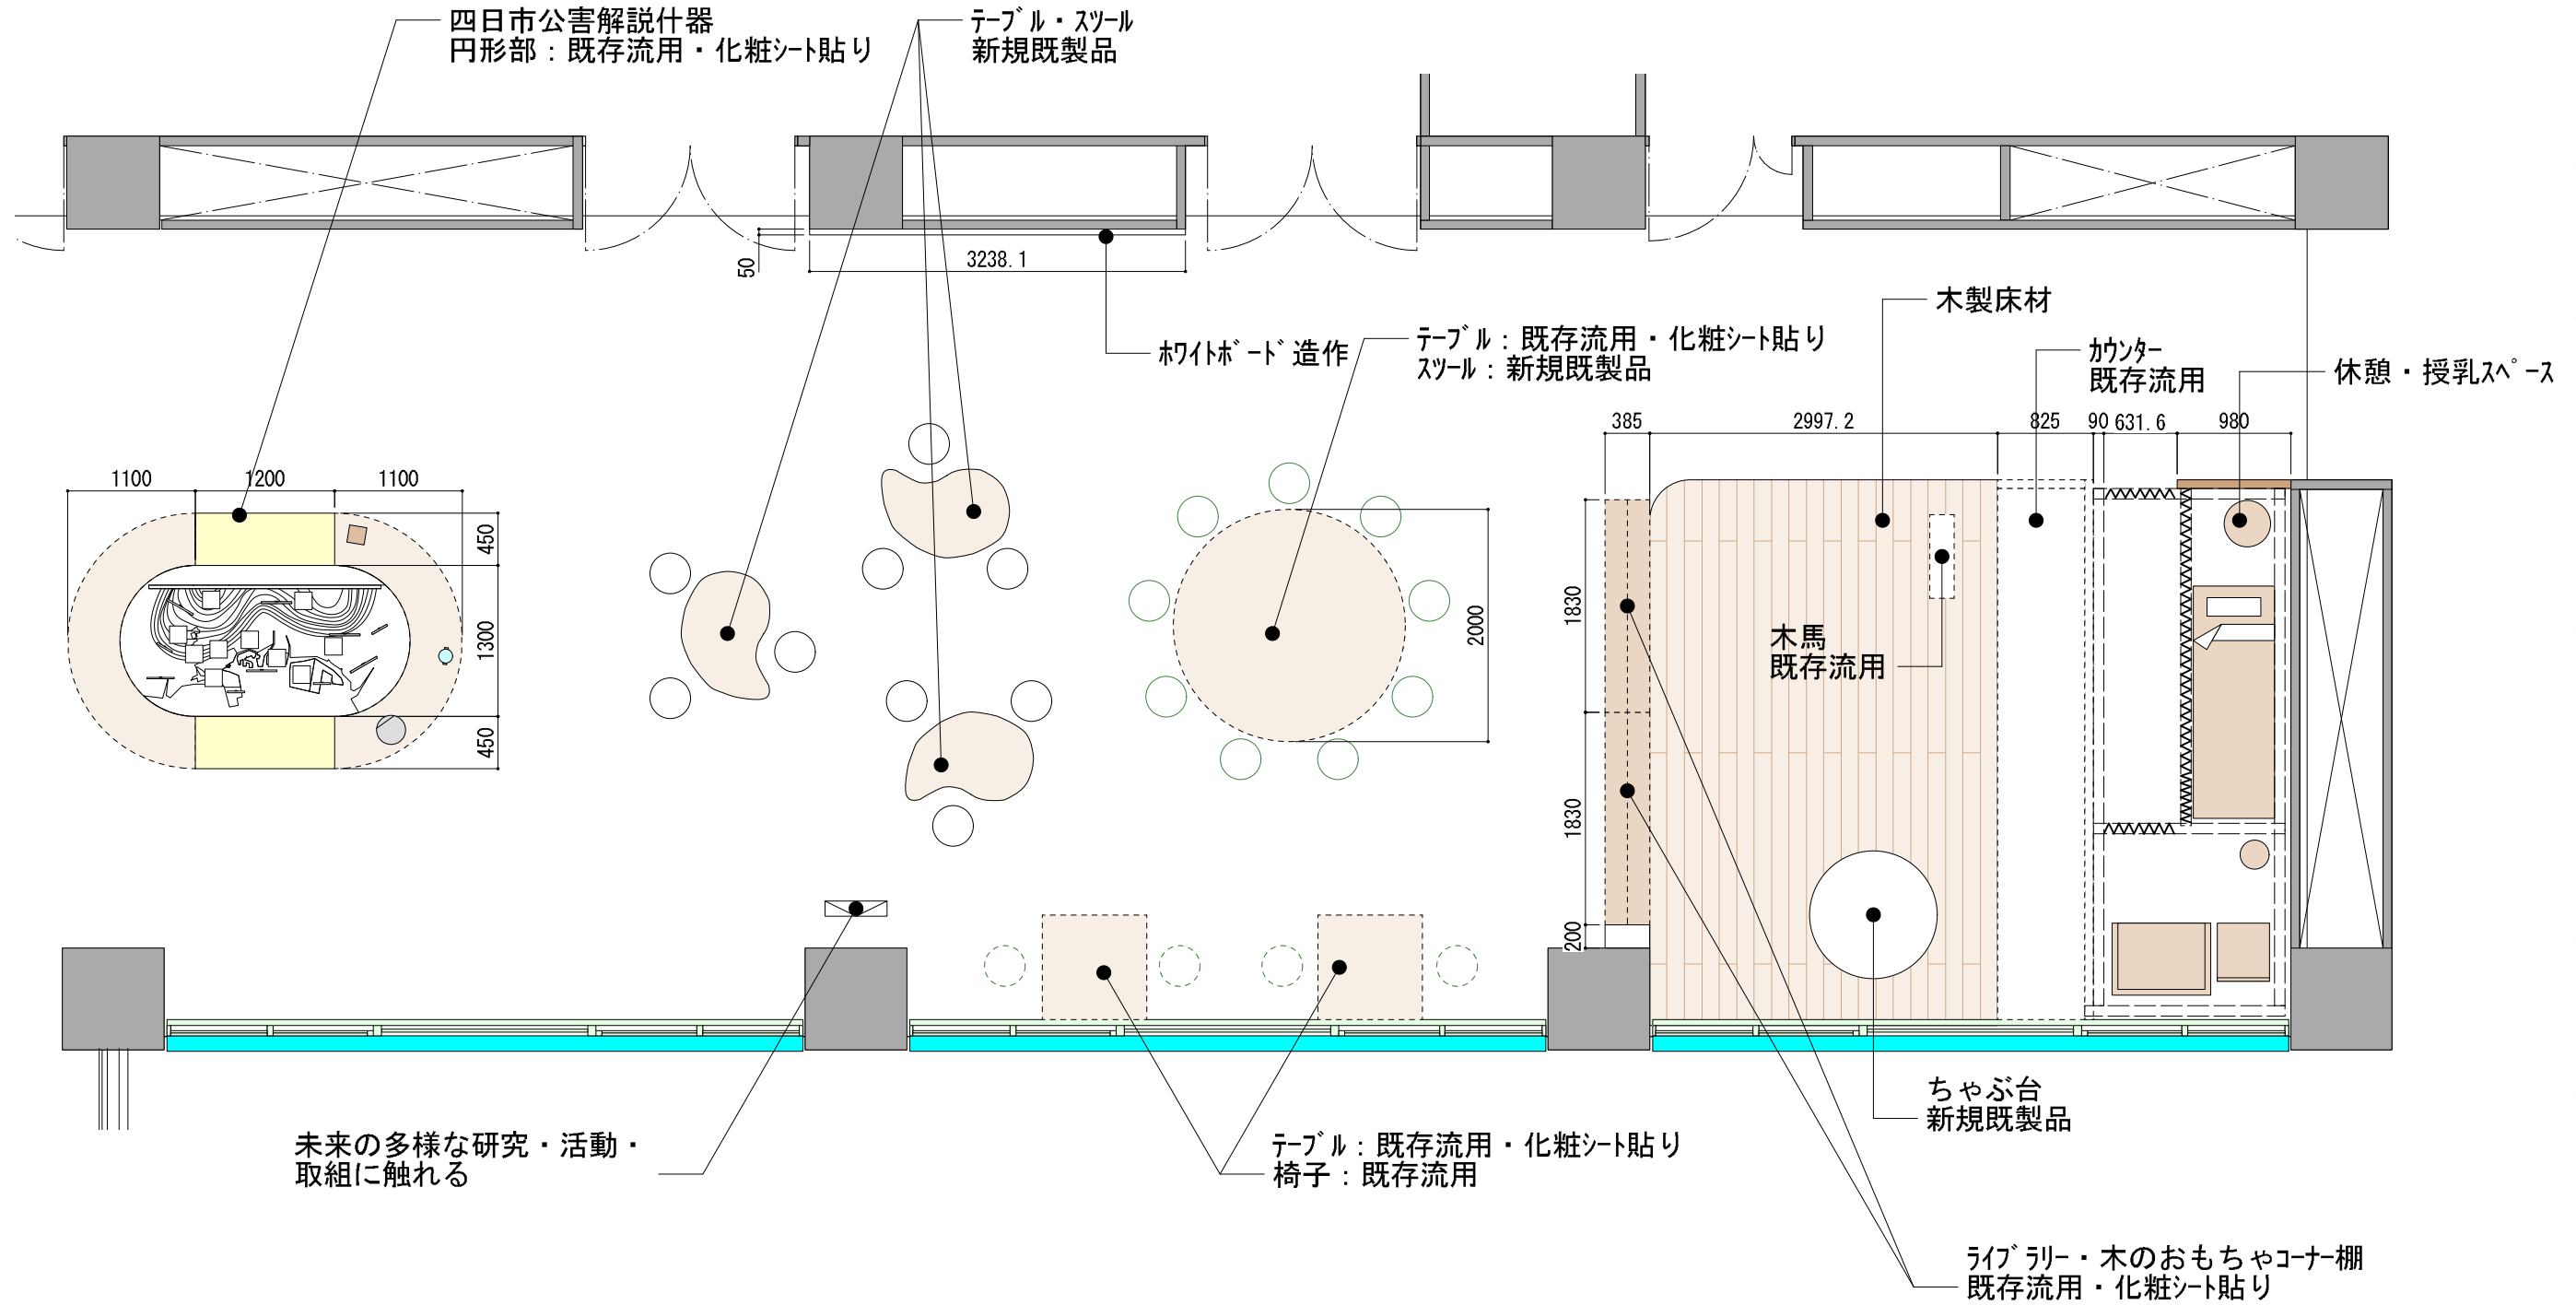 四日市公害解説什器
円形部：既存流用・化粧ｼｰﾄ貼り
ﾃｰﾌﾞﾙ・ｽﾂｰﾙ
新規既製品
50
3238.1
ﾎﾜｲﾄﾎﾞｰﾄﾞ造作
ﾃｰﾌﾞﾙ：既存流用・化粧ｼｰﾄ貼り
ｽﾂｰﾙ：新規既製品
木製床材
ｶｳﾝﾀｰ
既存流用
休憩・授乳ｽﾍﾟｰｽ
385
2997.2
825
90
631.6
980
1100
1200
1100
450
1300
450
2000
1830
1830
200
木馬
既存流用
ちゃぶ台
新規既製品
未来の多様な研究・活動・
取組に触れる
ﾃｰﾌﾞﾙ：既存流用・化粧ｼｰﾄ貼り
椅子：既存流用
ﾗｲﾌﾞﾗﾘｰ・木のおもちゃｺｰﾅｰ棚
既存流用・化粧ｼｰﾄ貼り